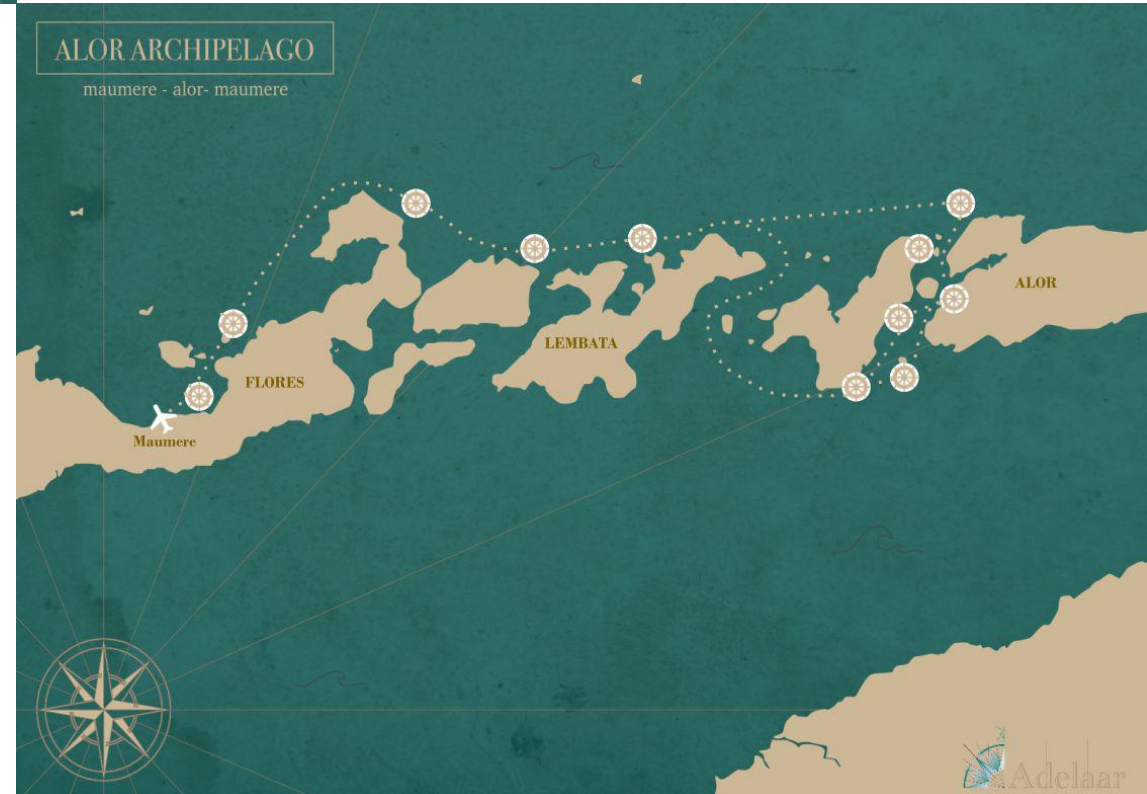 ALOR ARCHIPELAGO
maumere - alor- maumere
ALOR
LEMBATA
FLORES
Maumere
Adelaar